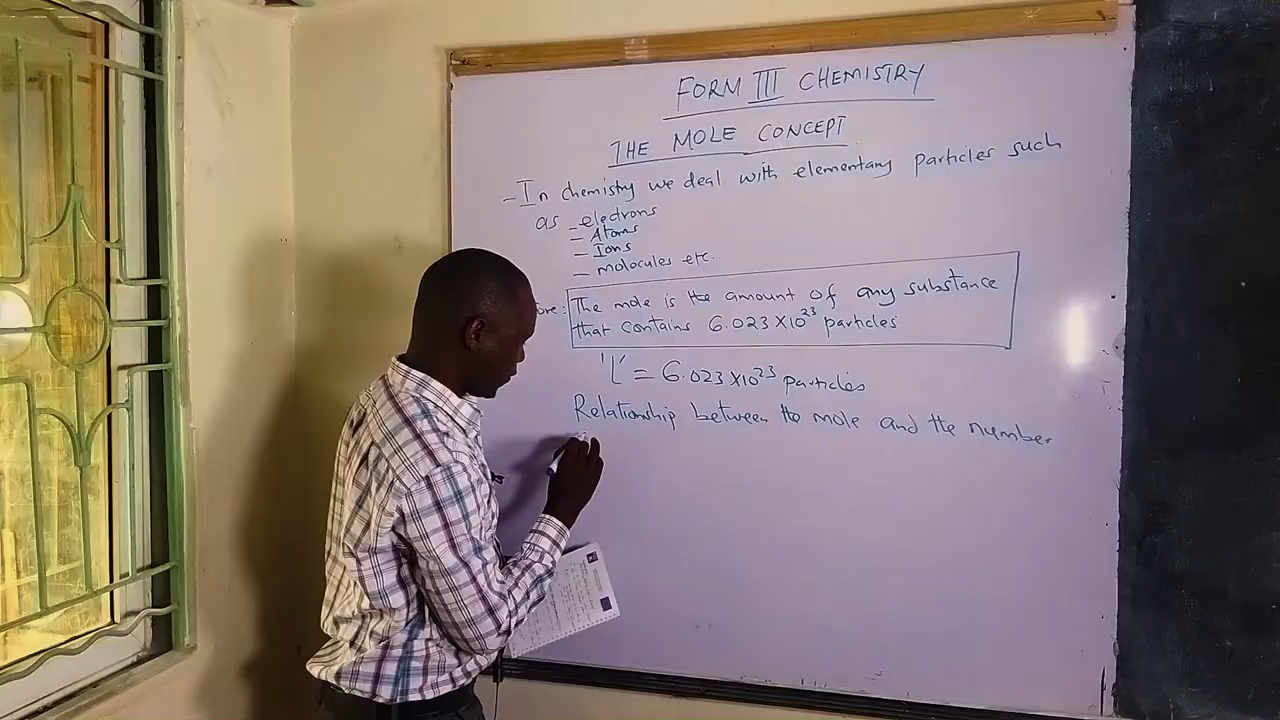 FORM III CHEMISTRY
THE MOLE CONCEPT
- In chemistry we deal with elementary particles such
as - electrons
- Atoms
- Ions
- molecules etc.
The mole is the amount of any substance
that contains 6.023 X10²³ particles
'L' = 6.023 X10²³ particles
Relationship between the mole and the number